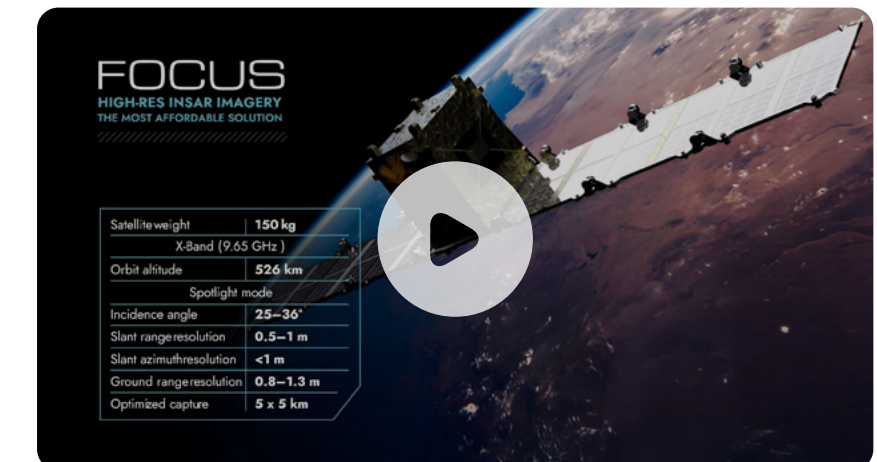 FOCUS
HIGH-RES INSAR IMAGERY
THE MOST AFFORDABLE SOLUTION
Satellite weight 150 kg
X-Band (9.65 GHz )
Orbit altitude 526 km
Spotlight mode
Incidence angle 25–36°
Slant range resolution 0.5–1 m
Slant azimuthresolution <1 m
Ground range resolution 0.8–1.3 m
Optimized capture 5 x 5 km